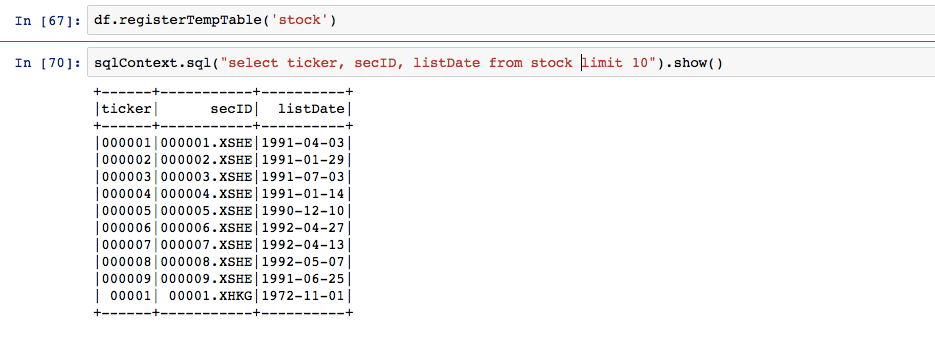 In [67]: df.registerTempTable('stock')
In [70]: sqlContext.sql("select ticker, secID, listDate from stock limit 10").show()
+------+-----------+----------+
|ticker|      secID|  listDate|
+------+-----------+----------+
|000001|000001.XSHE|1991-04-03|
|000002|000002.XSHE|1991-01-29|
|000003|000003.XSHE|1991-07-03|
|000004|000004.XSHE|1991-01-14|
|000005|000005.XSHE|1990-12-10|
|000006|000006.XSHE|1992-04-27|
|000007|000007.XSHE|1992-04-13|
|000008|000008.XSHE|1992-05-07|
|000009|000009.XSHE|1991-06-25|
| 00001| 00001.XHKG|1972-11-01|
+------+-----------+----------+